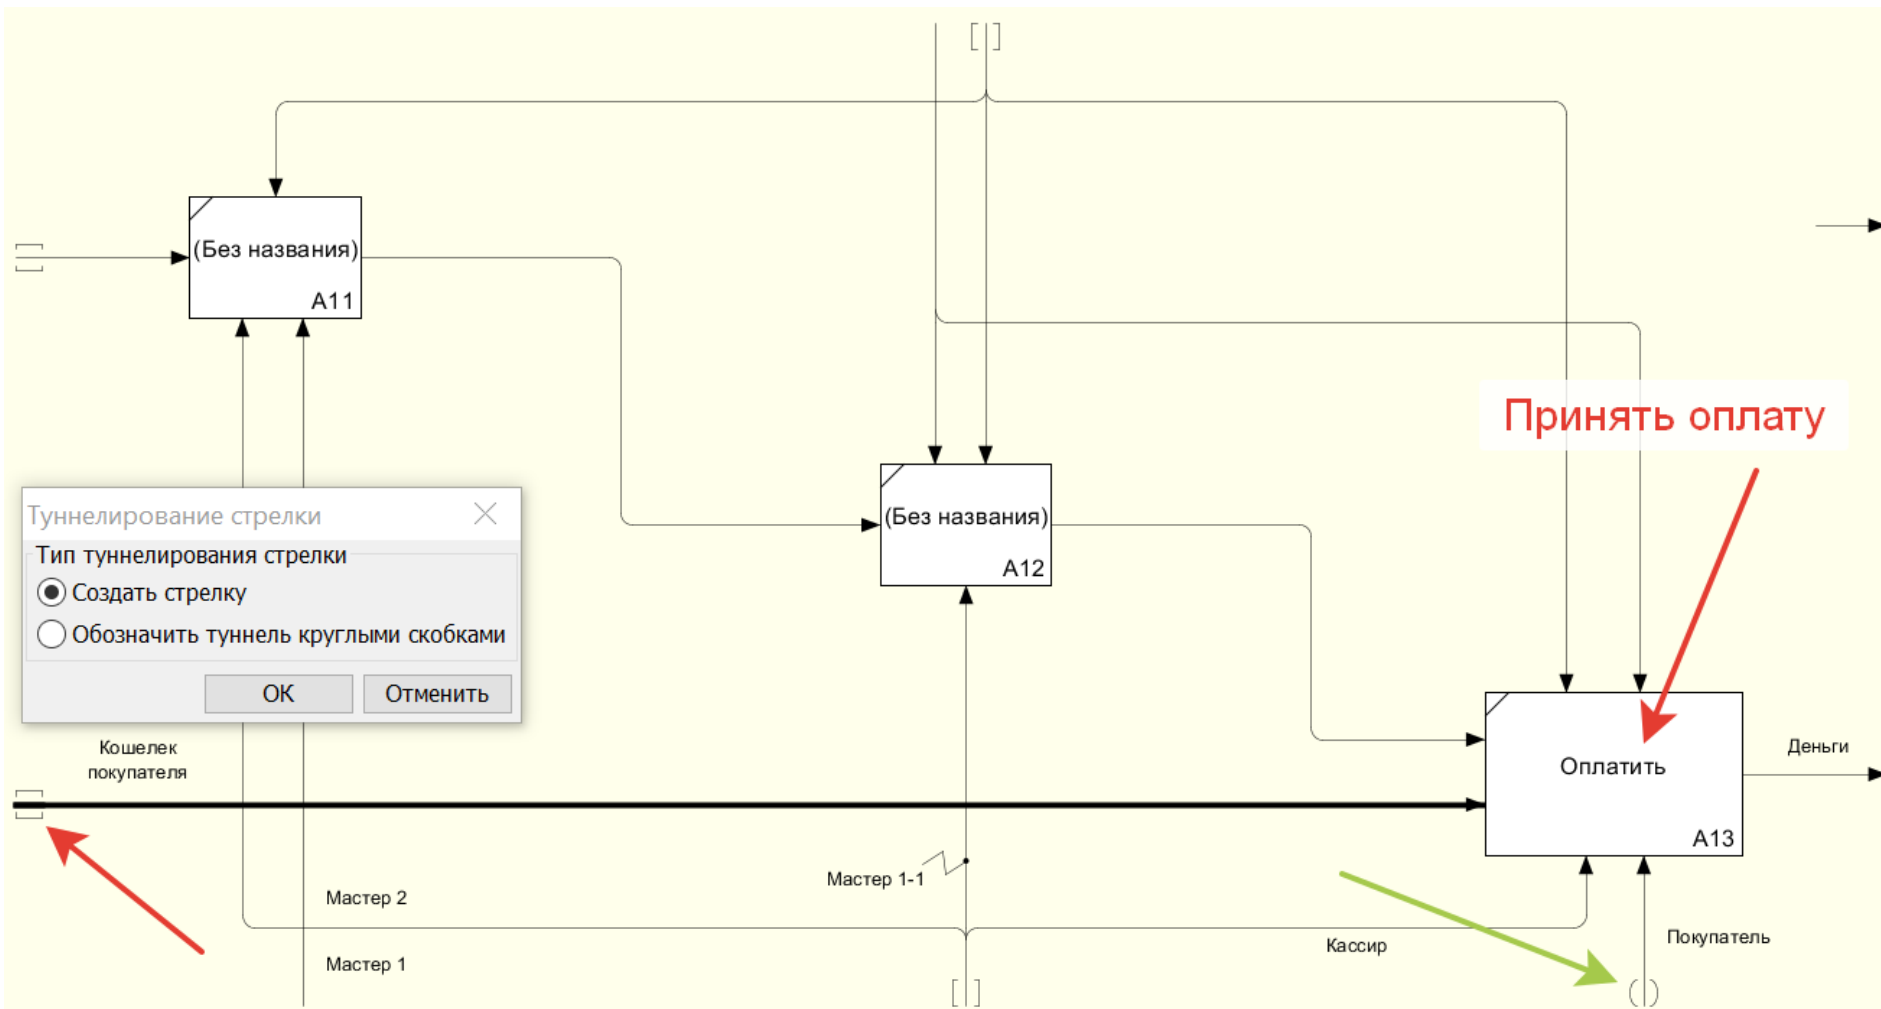 (Без названия)
A11
Принять оплату
(Без названия)
A12
Туннелирование стрелки
Тип туннелирования стрелки
Создать стрелку
Обозначить туннель круглыми скобками
ОК
Отменить
Кошелек
покупателя
Оплатить
A13
Деньги
Мастер 1-1
Мастер 2
Кассир
Покупатель
Мастер 1